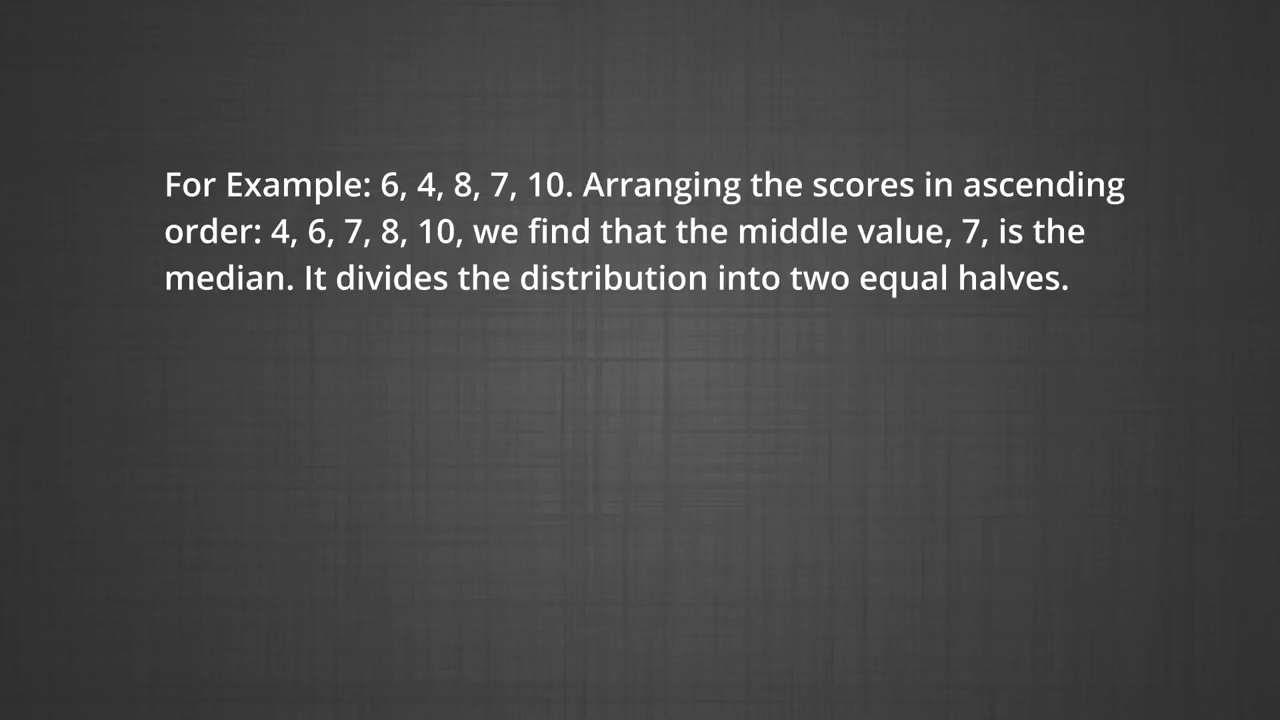 For Example: 6, 4, 8, 7, 10. Arranging the scores in ascending
order: 4, 6, 7, 8, 10, we find that the middle value, 7, is the
median. It divides the distribution into two equal halves.